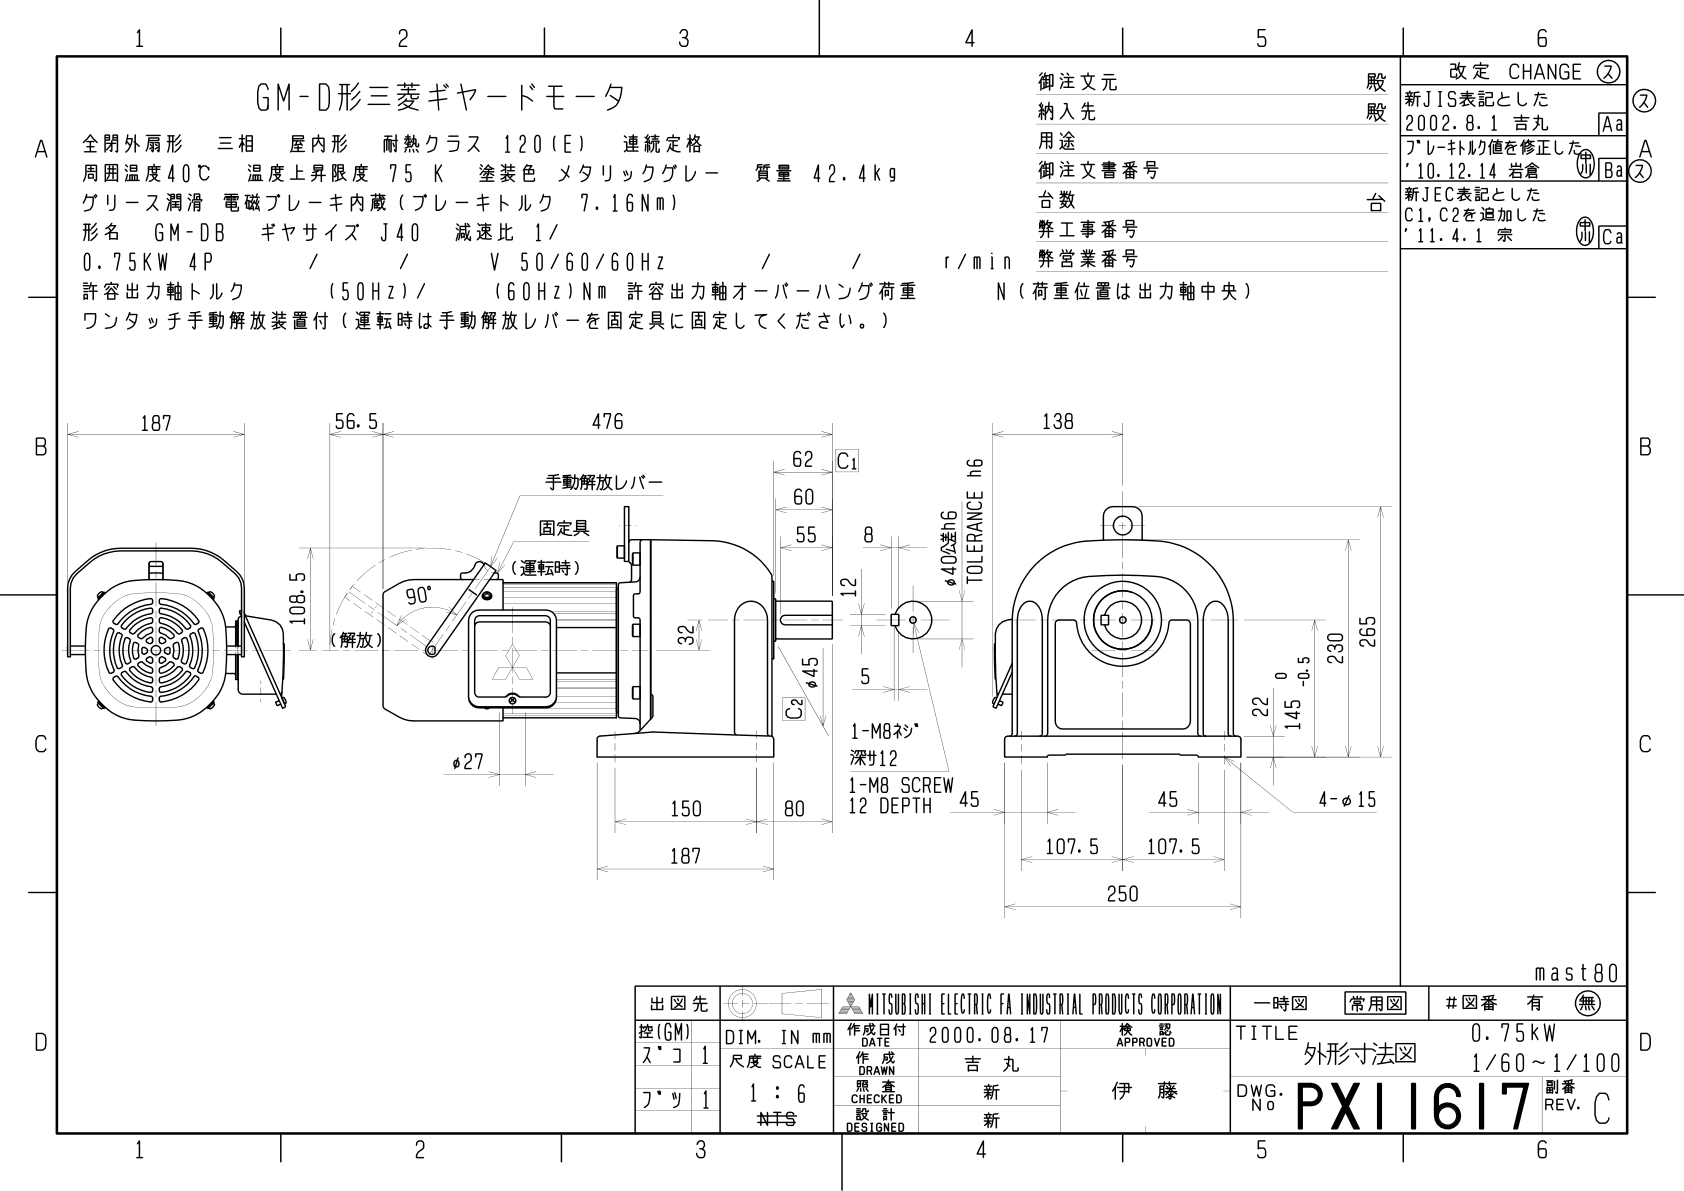 1 2 3 4 5 6
GM-D形三菱ギヤードモータ
全閉外扇形 三相 屋内形 耐熱クラス 120(E) 連続定格
周囲温度40℃ 温度上昇限度 75 K 塗装色 メタリックグレー 質量 42.4kg
グリース潤滑 電磁ブレーキ内蔵(ブレーキトルク 7.16Nm)
形名 GM-DB ギヤサイズ J40 減速比 1/
0.75KW 4P / / V 50/60/60Hz / / r/min
許容出力軸トルク (50Hz)/ (60Hz)Nm 許容出力軸オーバーハング荷重 N(荷重位置は出力軸中央)
ワンタッチ手動解放装置付(運転時は手動解放レバーを固定具に固定してください。)
御注文元 殿
納入先 殿
用途
御注文書番号
台数 台
弊工事番号
弊営業番号
改定 CHANGE ス
新JIS表記とした
2002.8.1 吉丸 Aa
ス
ブレーキトルク値を修正した
'10.12.14 岩倉 中川 Ba
ス
新JEC表記とした
C1,C2を追加した
'11.4.1 宗 中川 Ca
A A
B B
C C
D D
187
108.5
56.5
476
62 C1
60
55
手動解放レバー
固定具
(運転時)
90°
(解放)
32
φ45
C2
φ27
150
80
187
8
12
5
φ40公差h6
TOLERANCE h6
1-M8ネジ
深サ12
1-M8 SCREW
12 DEPTH
138
265
230
0
145 -0.5
22
45
45
4-φ15
107.5
107.5
250
mast80
出図先
控(GM)
ズコ 1
ブツ 1
DIM. IN mm
尺度 SCALE
1 : 6
NTS
MITSUBISHI ELECTRIC FA INDUSTRIAL PRODUCTS CORPORATION
作成日付
DATE
2000.08.17
作成
DRAWN
吉丸
照査
CHECKED
新
設計
DESIGNED
新
検認
APPROVED
伊藤
一時図 常用図 #図番 有 無
TITLE
外形寸法図
0.75kW
1/60~1/100
DWG.
No
PX11617
副番
REV.
C
1 2 3 4 5 6